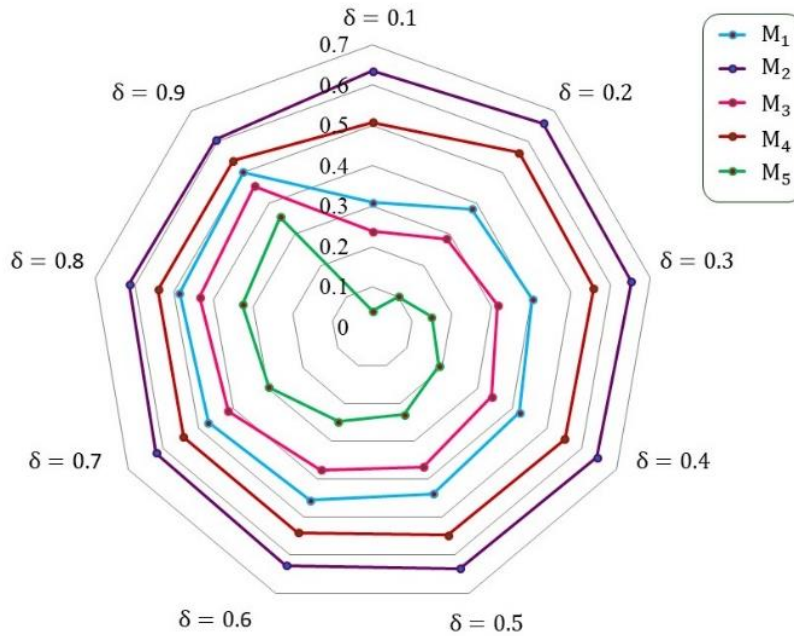 δ = 0.1
δ = 0.2
δ = 0.3
δ = 0.4
δ = 0.5
δ = 0.6
δ = 0.7
δ = 0.8
δ = 0.9
0.7
0.6
0.5
0.4
0.3
0.2
0.1
0
M₁
M₂
M₃
M₄
M₅